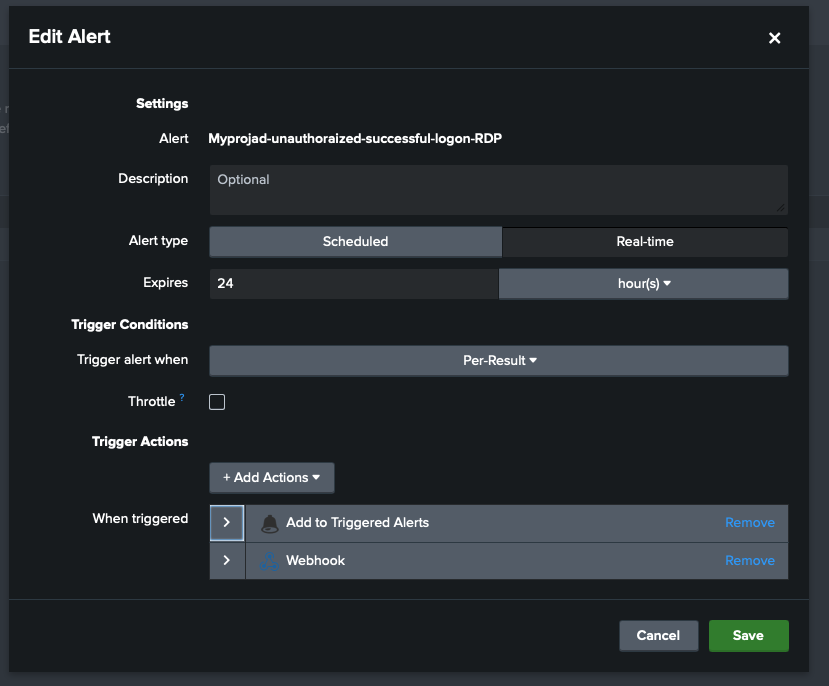 Edit Alert
Settings
Alert Myprojad-unauthoraized-successful-logon-RDP
Description Optional
Alert type Scheduled Real-time
Expires 24 hour(s)
Trigger Conditions
Trigger alert when Per-Result
Throttle ?
Trigger Actions
+ Add Actions
When triggered Add to Triggered Alerts Remove
Webhook Remove
Cancel Save